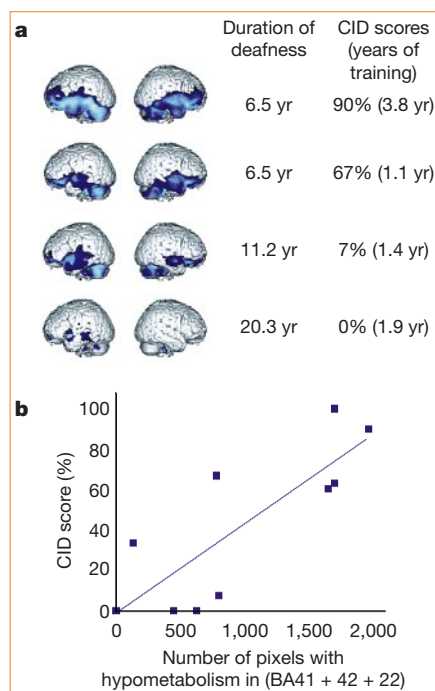 a
Duration of deafness
CID scores (years of training)
6.5 yr
90% (3.8 yr)
6.5 yr
67% (1.1 yr)
11.2 yr
7% (1.4 yr)
20.3 yr
0% (1.9 yr)
b
CID score (%)
100
80
60
40
20
0
0
500
1,000
1,500
2,000
Number of pixels with
hypometabolism in (BA41 + 42 + 22)